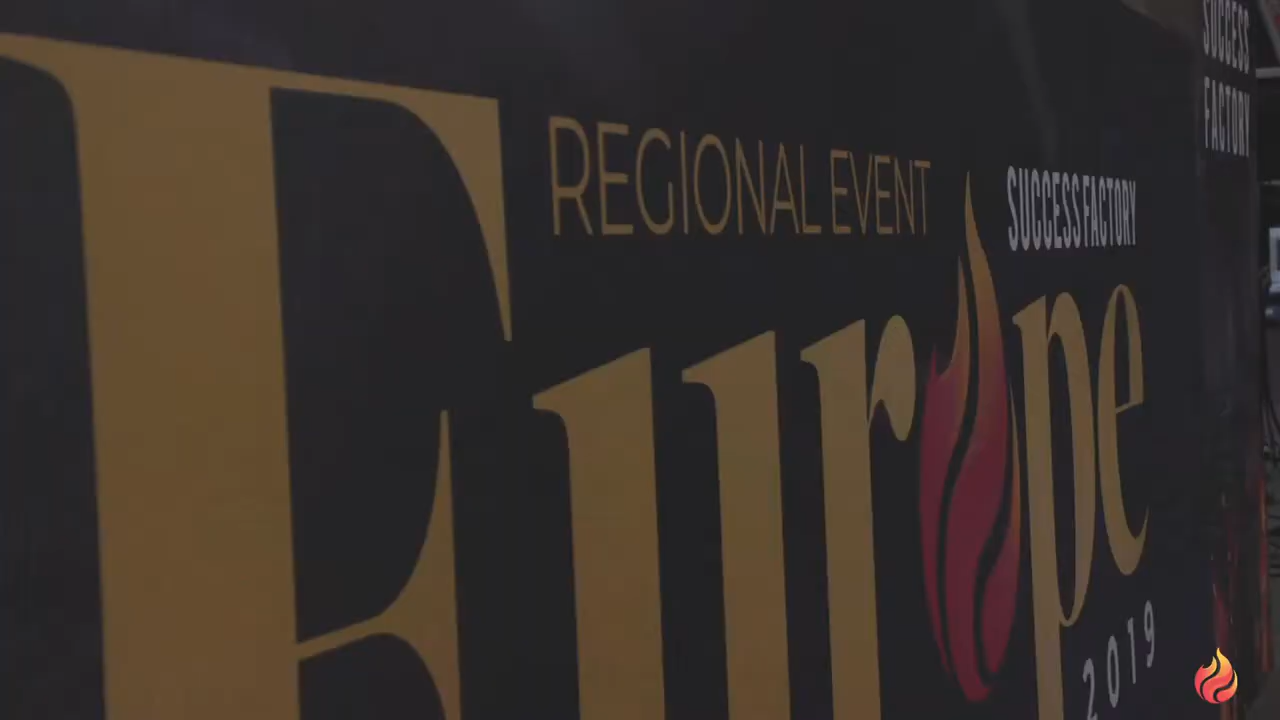 REGIONAL EVENT
SUCCESS FACTORY
Europe
2019
SUCCESS
FACTORY